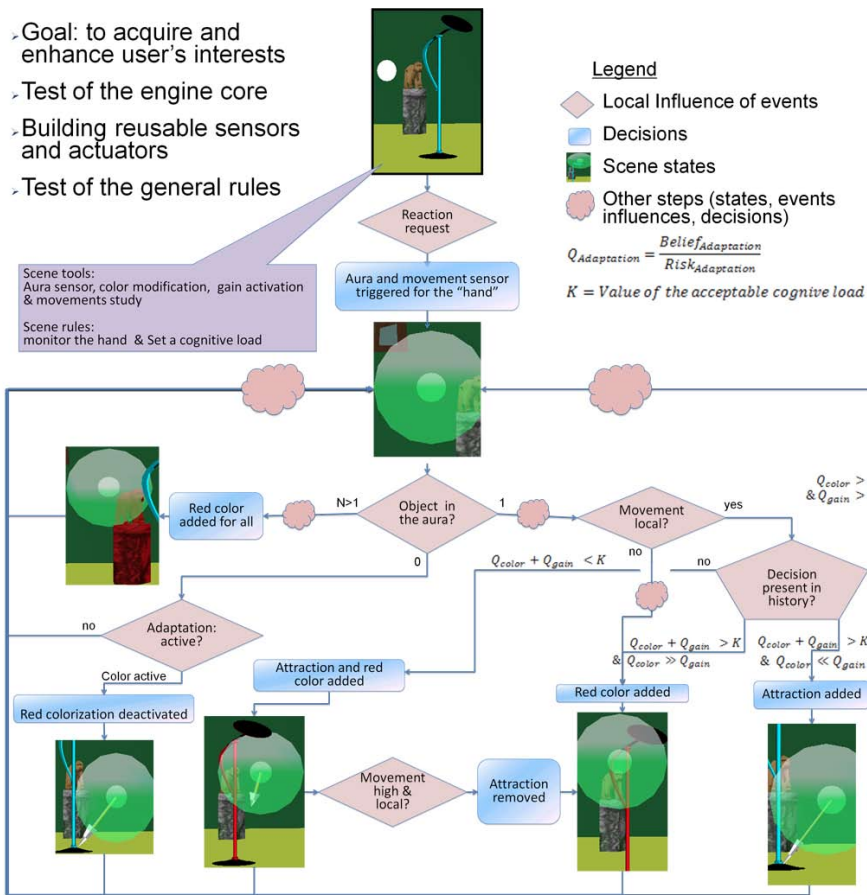 Goal: to acquire and
enhance user's interests
Test of the engine core
Building reusable sensors
and actuators
Test of the general rules
Legend
Local Influence of events
Decisions
Scene states
Other steps (states, events
influences, decisions)
Q_Adaptation = Belief_Adaptation / Risk_Adaptation
K = Value of the acceptable cognive load
Reaction
request
Scene tools:
Aura sensor, color modification, gain activation
& movements study
Scene rules:
monitor the hand & Set a cognitive load
Aura and movement sensor
triggered for the "hand"
Q_color >
& Q_gain >
Red color
added for all
N>1
Object in
the aura?
1
Movement
local?
yes
0
no
Q_color + Q_gain < K
no
Decision
present in
history?
no
Adaptation:
active?
Q_color + Q_gain > K
& Q_color ≫ Q_gain
Q_color + Q_gain > K
& Q_color ≪ Q_gain
Color active
Attraction and red
color added
Red colorization deactivated
Red color added
Attraction added
Movement
high &
local?
Attraction
removed